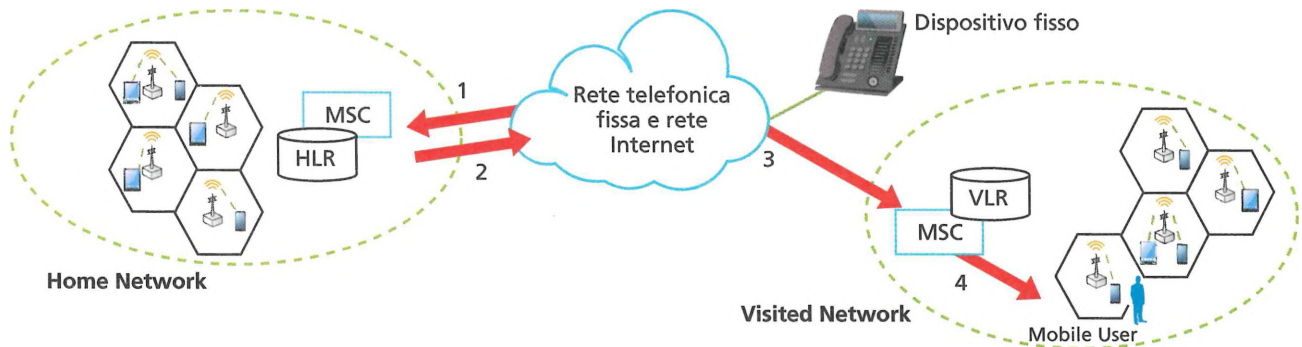 Dispositivo fisso
1
MSC
HLR
2
Rete telefonica
fissa e rete
Internet
3
VLR
MSC
4
Home Network
Visited Network
Mobile User